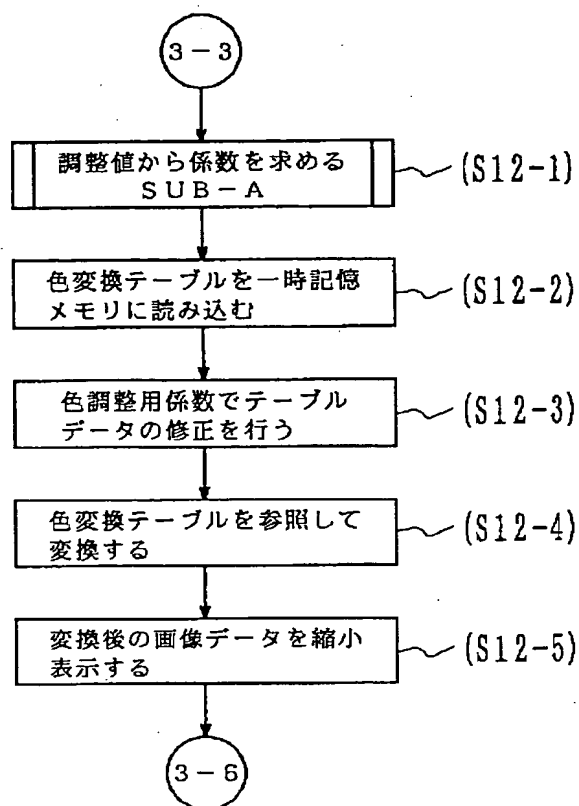 3－3
調整値から係数を求める
SUB－A
(S12-1)
色変換テーブルを一時記憶
メモリに読み込む
(S12-2)
色調整用係数でテーブル
データの修正を行う
(S12-3)
色変換テーブルを参照して
変換する
(S12-4)
変換後の画像データを縮小
表示する
(S12-5)
3－6